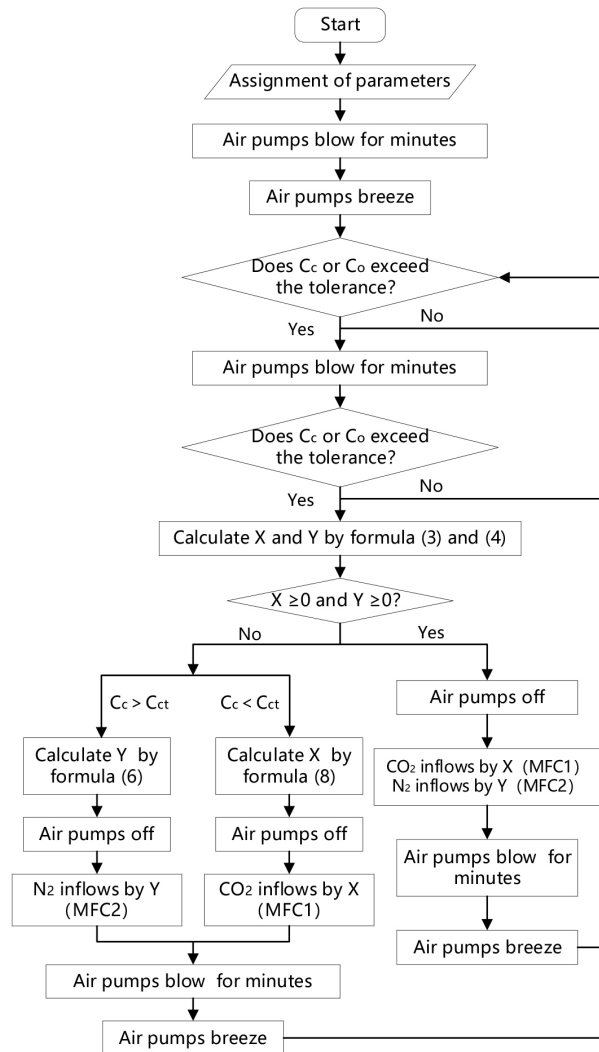 Start
Assignment of parameters
Air pumps blow for minutes
Air pumps breeze
Does Cc or Co exceed
the tolerance?
Yes
No
Air pumps blow for minutes
Does Cc or Co exceed
the tolerance?
Yes
No
Calculate X and Y by formula (3) and (4)
X ≥0 and Y ≥0?
No
Yes
Cc > Cct
Cc < Cct
Calculate Y by
formula (6)
Air pumps off
N2 inflows by Y
(MFC2)
Calculate X by
formula (8)
Air pumps off
CO2 inflows by X
(MFC1)
Air pumps blow for minutes
Air pumps breeze
Air pumps off
CO2 inflows by X (MFC1)
N2 inflows by Y (MFC2)
Air pumps blow for
minutes
Air pumps breeze